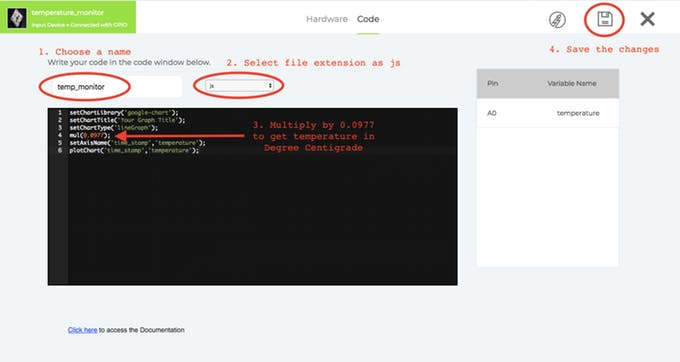 temperature_monitor
Input Device • Connected with GPIO
Hardware Code
1. Choose a name
Write your code in the code window below.
2. Select file extension as js
4. Save the changes
temp_monitor
js
Pin Variable Name
A0 temperature
1 setChartLibrary('google-chart');
2 setChartTitle('Your Graph Title');
3 setChartType('lineGraph');
4 mul(0.0977);
5 setAxisName('time_stamp','temperature');
6 plotChart('time_stamp','temperature');
3. Multiply by 0.0977
to get temperature in
Degree Centigrade
Click here to access the Documentation